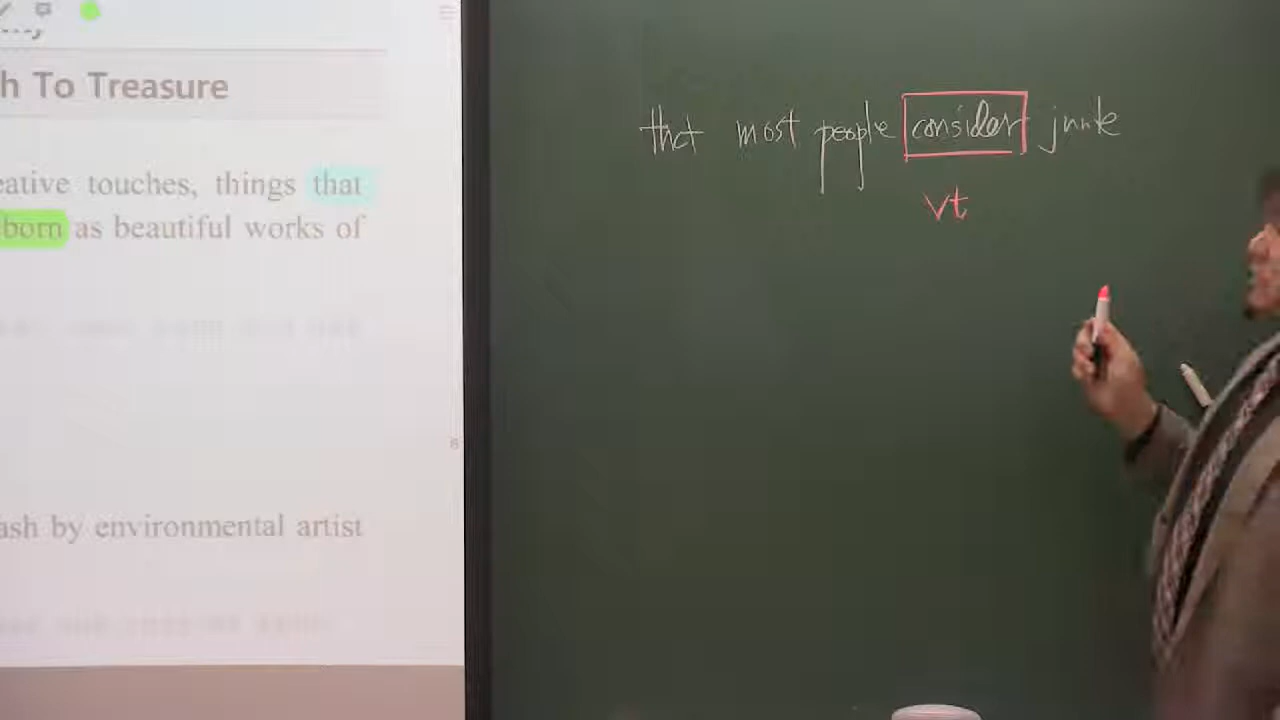 h To Treasure
eative touches, things that
born as beautiful works of
ash by environmental artist
that most people consider junk
vt